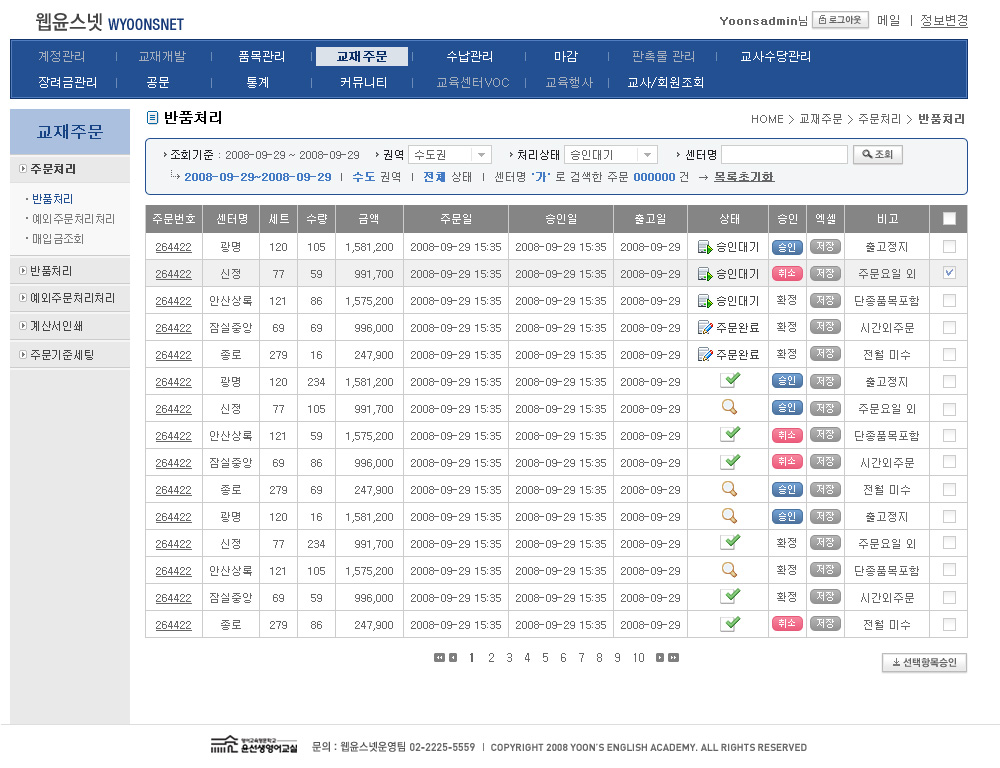 웹윤스넷 WYOONSNET
Yoonsadmin님 로그아웃 메일 | 정보변경
계정관리 | 교재개발 | 품목관리 | 교재주문 | 수납관리 | 마감 | 판촉물 관리 | 교사수당관리
장려금관리 | 공문 | 통계 | 커뮤니티 | 교육센터VOC | 교육행사 | 교사/회원조회
교재주문
주문처리
· 반품처리
· 예외주문처리처리
· 매입금조회
반품처리
예외주문처리처리
계산서인쇄
주문기준세팅
반품처리
HOME > 교재주문 > 주문처리 > 반품처리
조회기준 : 2008-09-29 ~ 2008-09-29 권역 수도권 처리상태 승인대기 센터명 조회
2008-09-29~2008-09-29 | 수도 권역 | 전체 상태 | 센터명 '가' 로 검색한 주문 000000 건 → 목록초기화
주문번호 센터명 세트 수량 금액 주문일 승인일 출고일 상태 승인 엑셀 비고
264422 광명 120 105 1,581,200 2008-09-29 15:35 2008-09-29 15:35 2008-09-29 승인대기 승인 저장 출고정지
264422 신정 77 59 991,700 2008-09-29 15:35 2008-09-29 15:35 2008-09-29 승인대기 취소 저장 주문요일 외
264422 안산상록 121 86 1,575,200 2008-09-29 15:35 2008-09-29 15:35 2008-09-29 승인대기 확정 저장 단종품목포함
264422 잠실중앙 69 69 996,000 2008-09-29 15:35 2008-09-29 15:35 2008-09-29 주문완료 확정 저장 시간외주문
264422 종로 279 16 247,900 2008-09-29 15:35 2008-09-29 15:35 2008-09-29 주문완료 확정 저장 전월 미수
264422 광명 120 234 1,581,200 2008-09-29 15:35 2008-09-29 15:35 2008-09-29 승인 저장 출고정지
264422 신정 77 105 991,700 2008-09-29 15:35 2008-09-29 15:35 2008-09-29 승인 저장 주문요일 외
264422 안산상록 121 59 1,575,200 2008-09-29 15:35 2008-09-29 15:35 2008-09-29 취소 저장 단종품목포함
264422 잠실중앙 69 86 996,000 2008-09-29 15:35 2008-09-29 15:35 2008-09-29 취소 저장 시간외주문
264422 종로 279 69 247,900 2008-09-29 15:35 2008-09-29 15:35 2008-09-29 승인 저장 전월 미수
264422 광명 120 16 1,581,200 2008-09-29 15:35 2008-09-29 15:35 2008-09-29 승인 저장 출고정지
264422 신정 77 234 991,700 2008-09-29 15:35 2008-09-29 15:35 2008-09-29 확정 저장 주문요일 외
264422 안산상록 121 105 1,575,200 2008-09-29 15:35 2008-09-29 15:35 2008-09-29 확정 저장 단종품목포함
264422 잠실중앙 69 59 996,000 2008-09-29 15:35 2008-09-29 15:35 2008-09-29 확정 저장 시간외주문
264422 종로 279 86 247,900 2008-09-29 15:35 2008-09-29 15:35 2008-09-29 취소 저장 전월 미수
1 2 3 4 5 6 7 8 9 10
선택항목승인
윤선생영어교실 문의 : 웹윤스넷운영팀 02-2225-5559 | COPYRIGHT 2008 YOON'S ENGLISH ACADEMY. ALL RIGHTS RESERVED